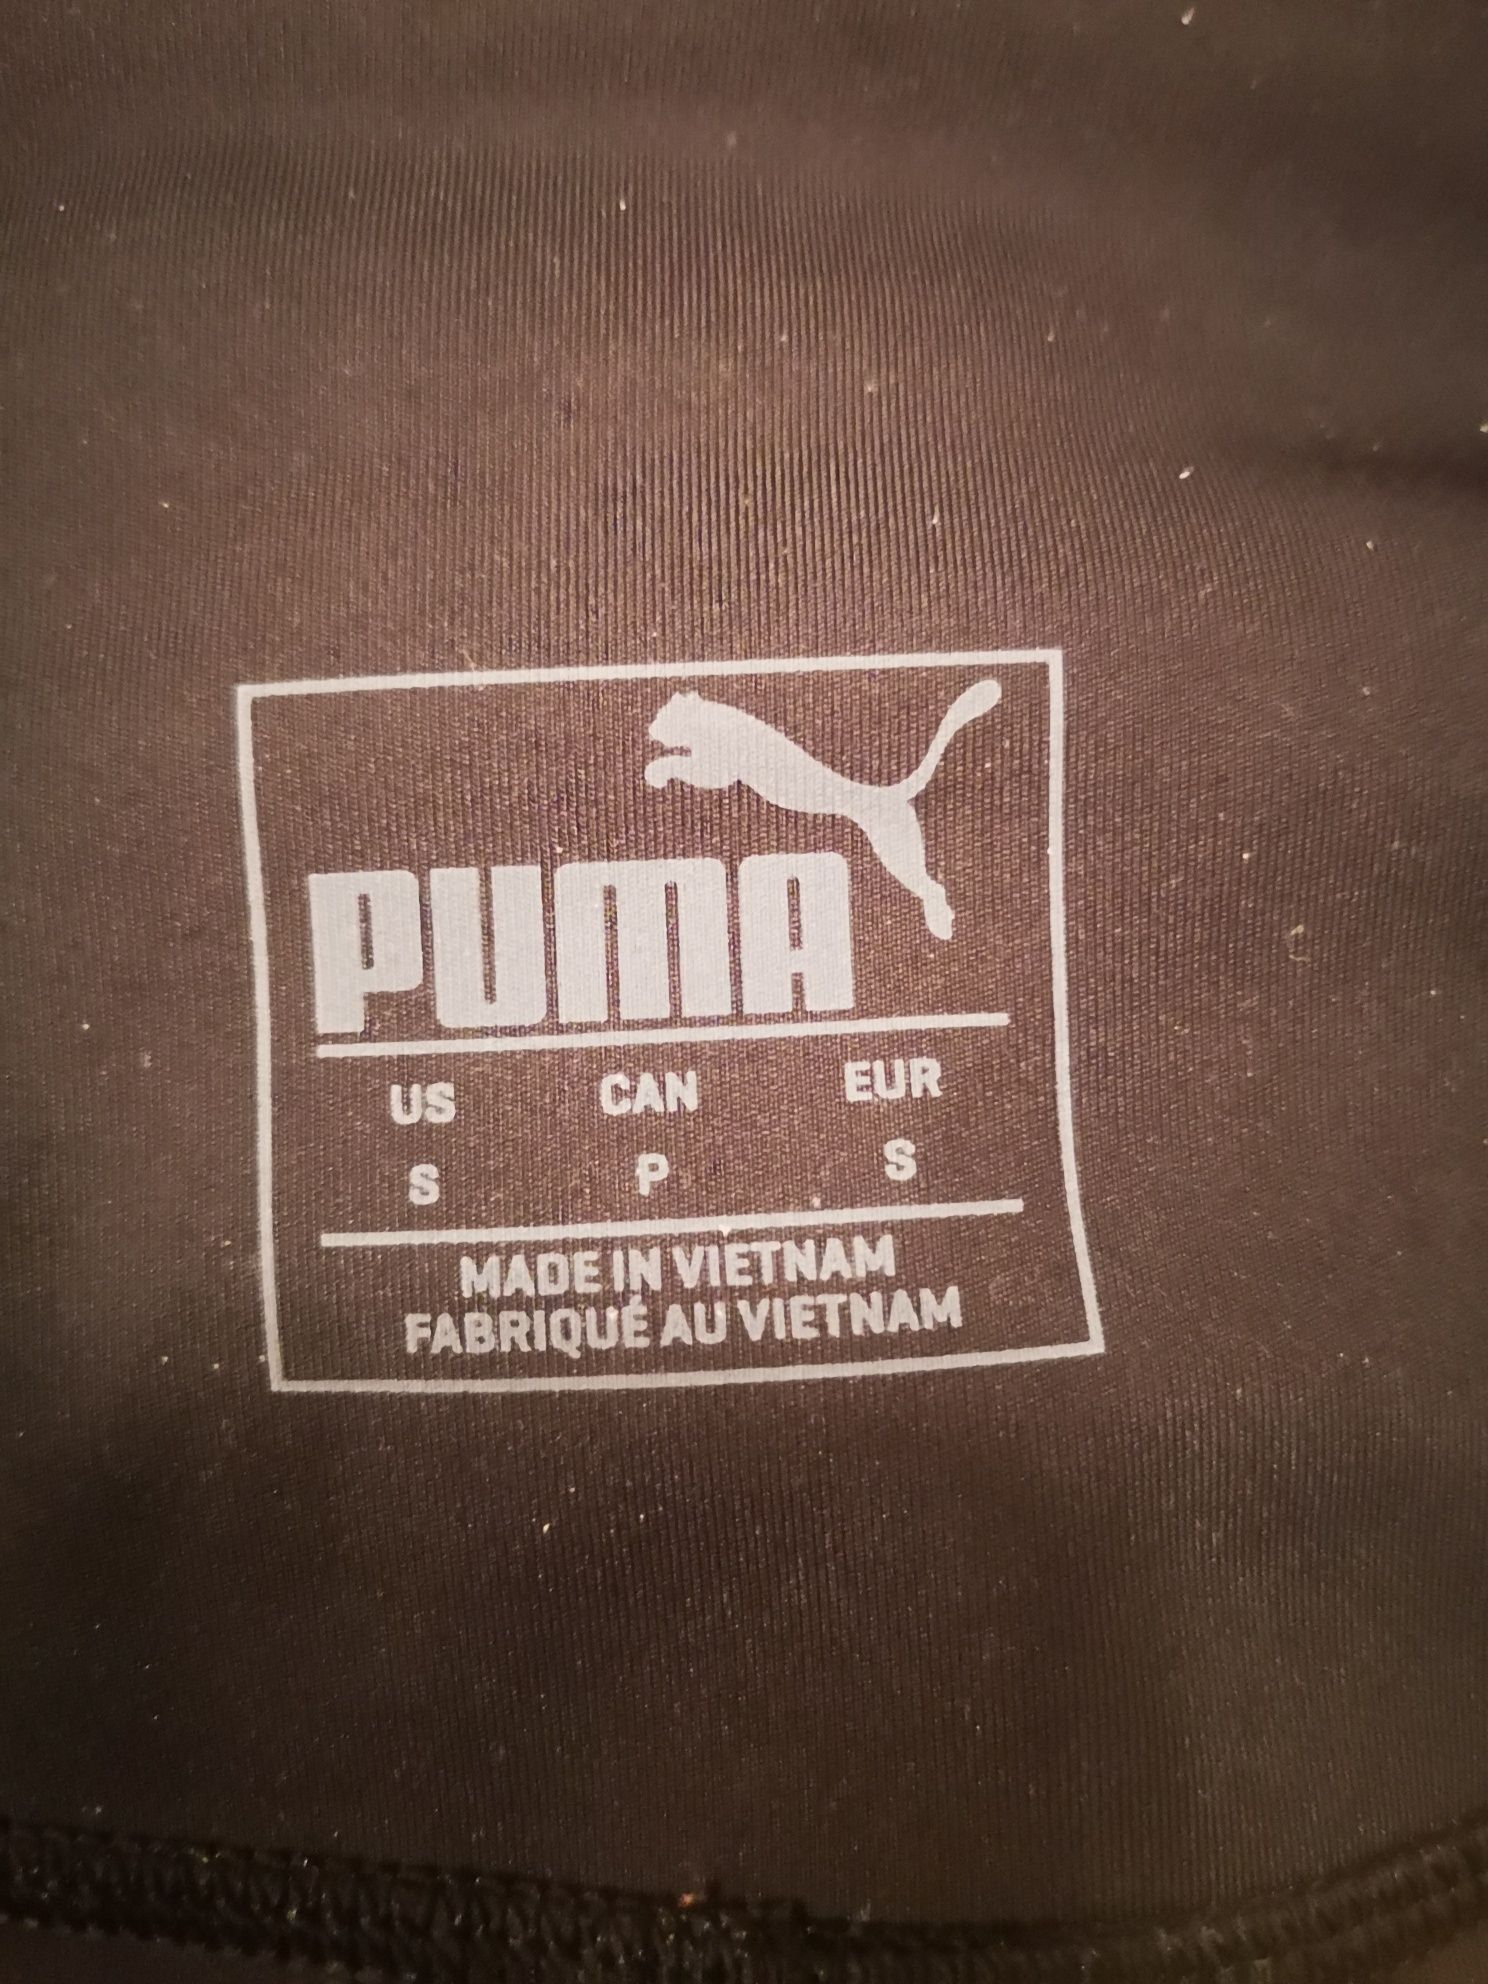 PUMA
US CAN EUR
S P S
MADE IN VIETNAM
FABRIQUÉ AU VIETNAM